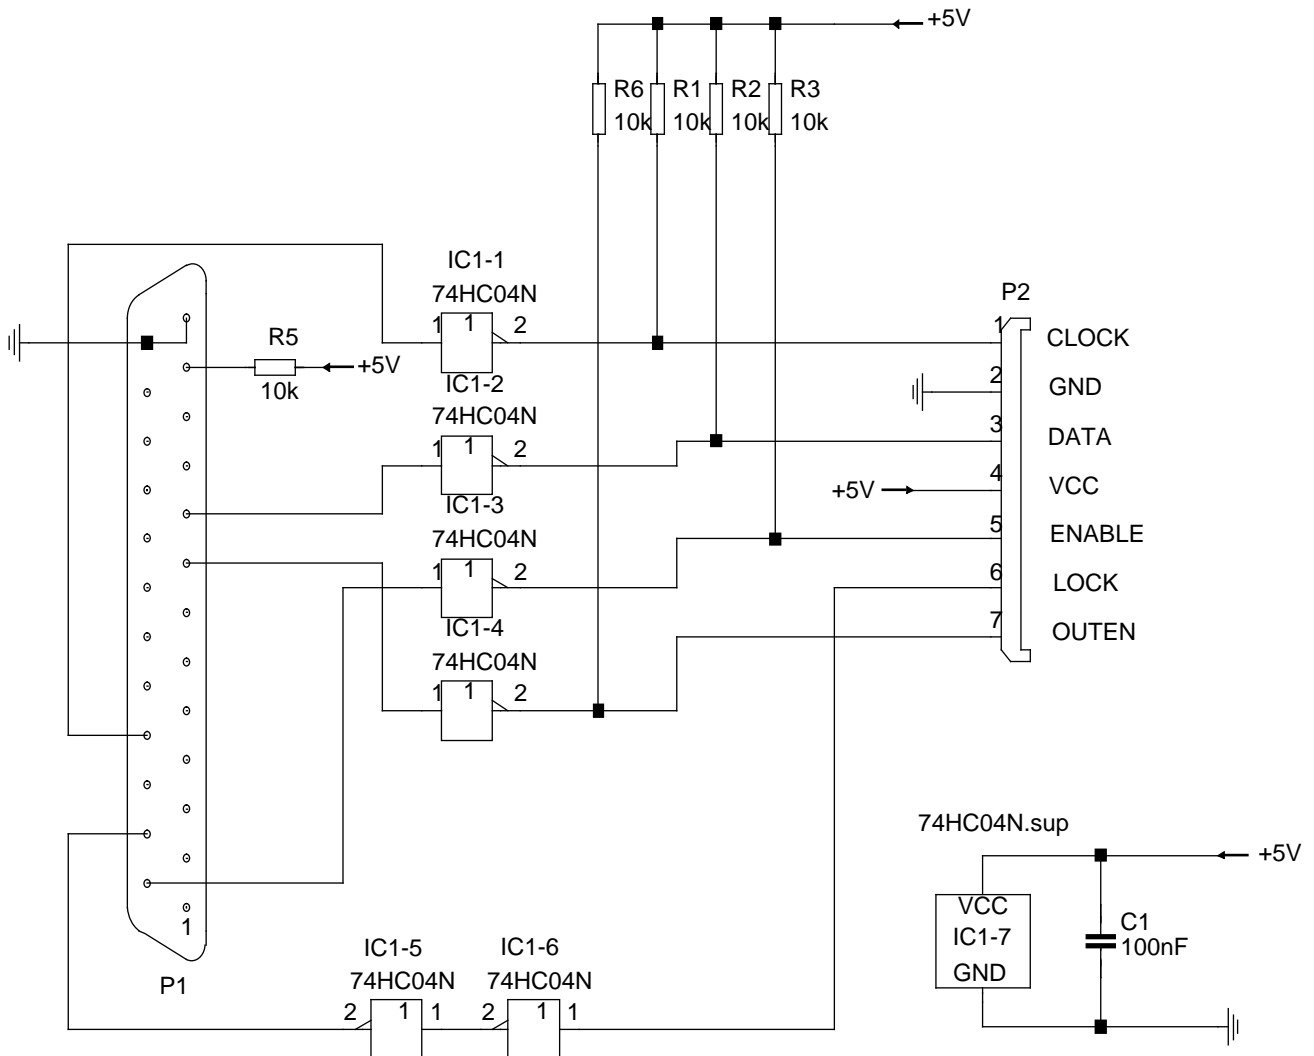 +5V
R6 R1 R2 R3
10k 10k 10k 10k
IC1-1
74HC04N
1 1 2
P2
1 CLOCK
R5
10k
+5V
IC1-2
74HC04N
1 1 2
2 GND
3 DATA
+5V
4 VCC
IC1-3
74HC04N
1 1 2
5 ENABLE
6 LOCK
IC1-4
74HC04N
1 1 2
7 OUTEN
1
P1
74HC04N.sup
+5V
VCC
IC1-7
GND
C1
100nF
IC1-5
74HC04N
2 1 1
IC1-6
74HC04N
2 1 1